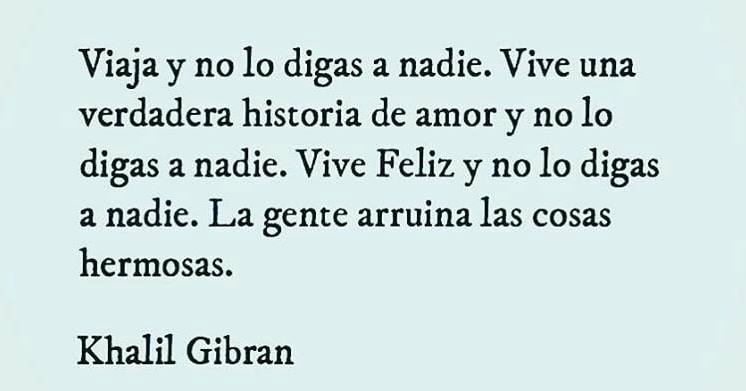 Viaja y no lo digas a nadie. Vive una
verdadera historia de amor y no lo
digas a nadie. Vive Feliz y no lo digas
a nadie. La gente arruina las cosas
hermosas.
Khalil Gibran